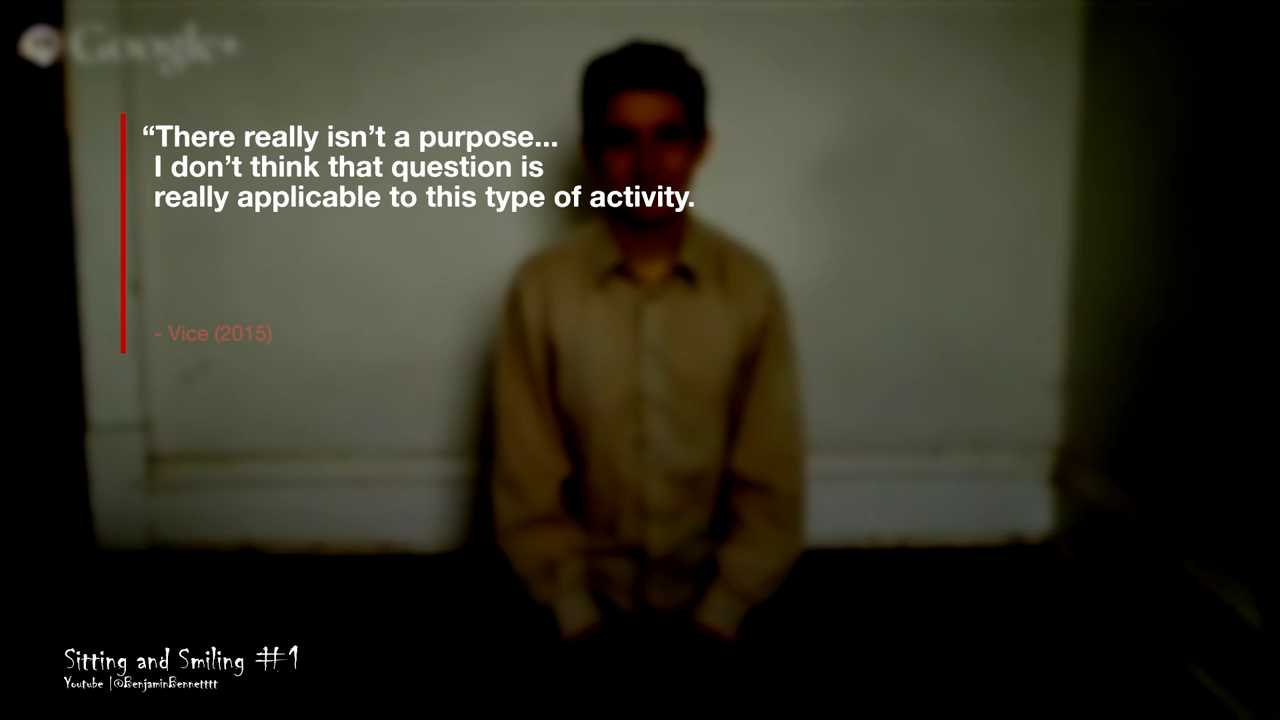 Google+
“There really isn’t a purpose...
I don’t think that question is
really applicable to this type of activity.
- Vice (2015)
Sitting and Smiling #1
Youtube |@BenjaminBennetttt